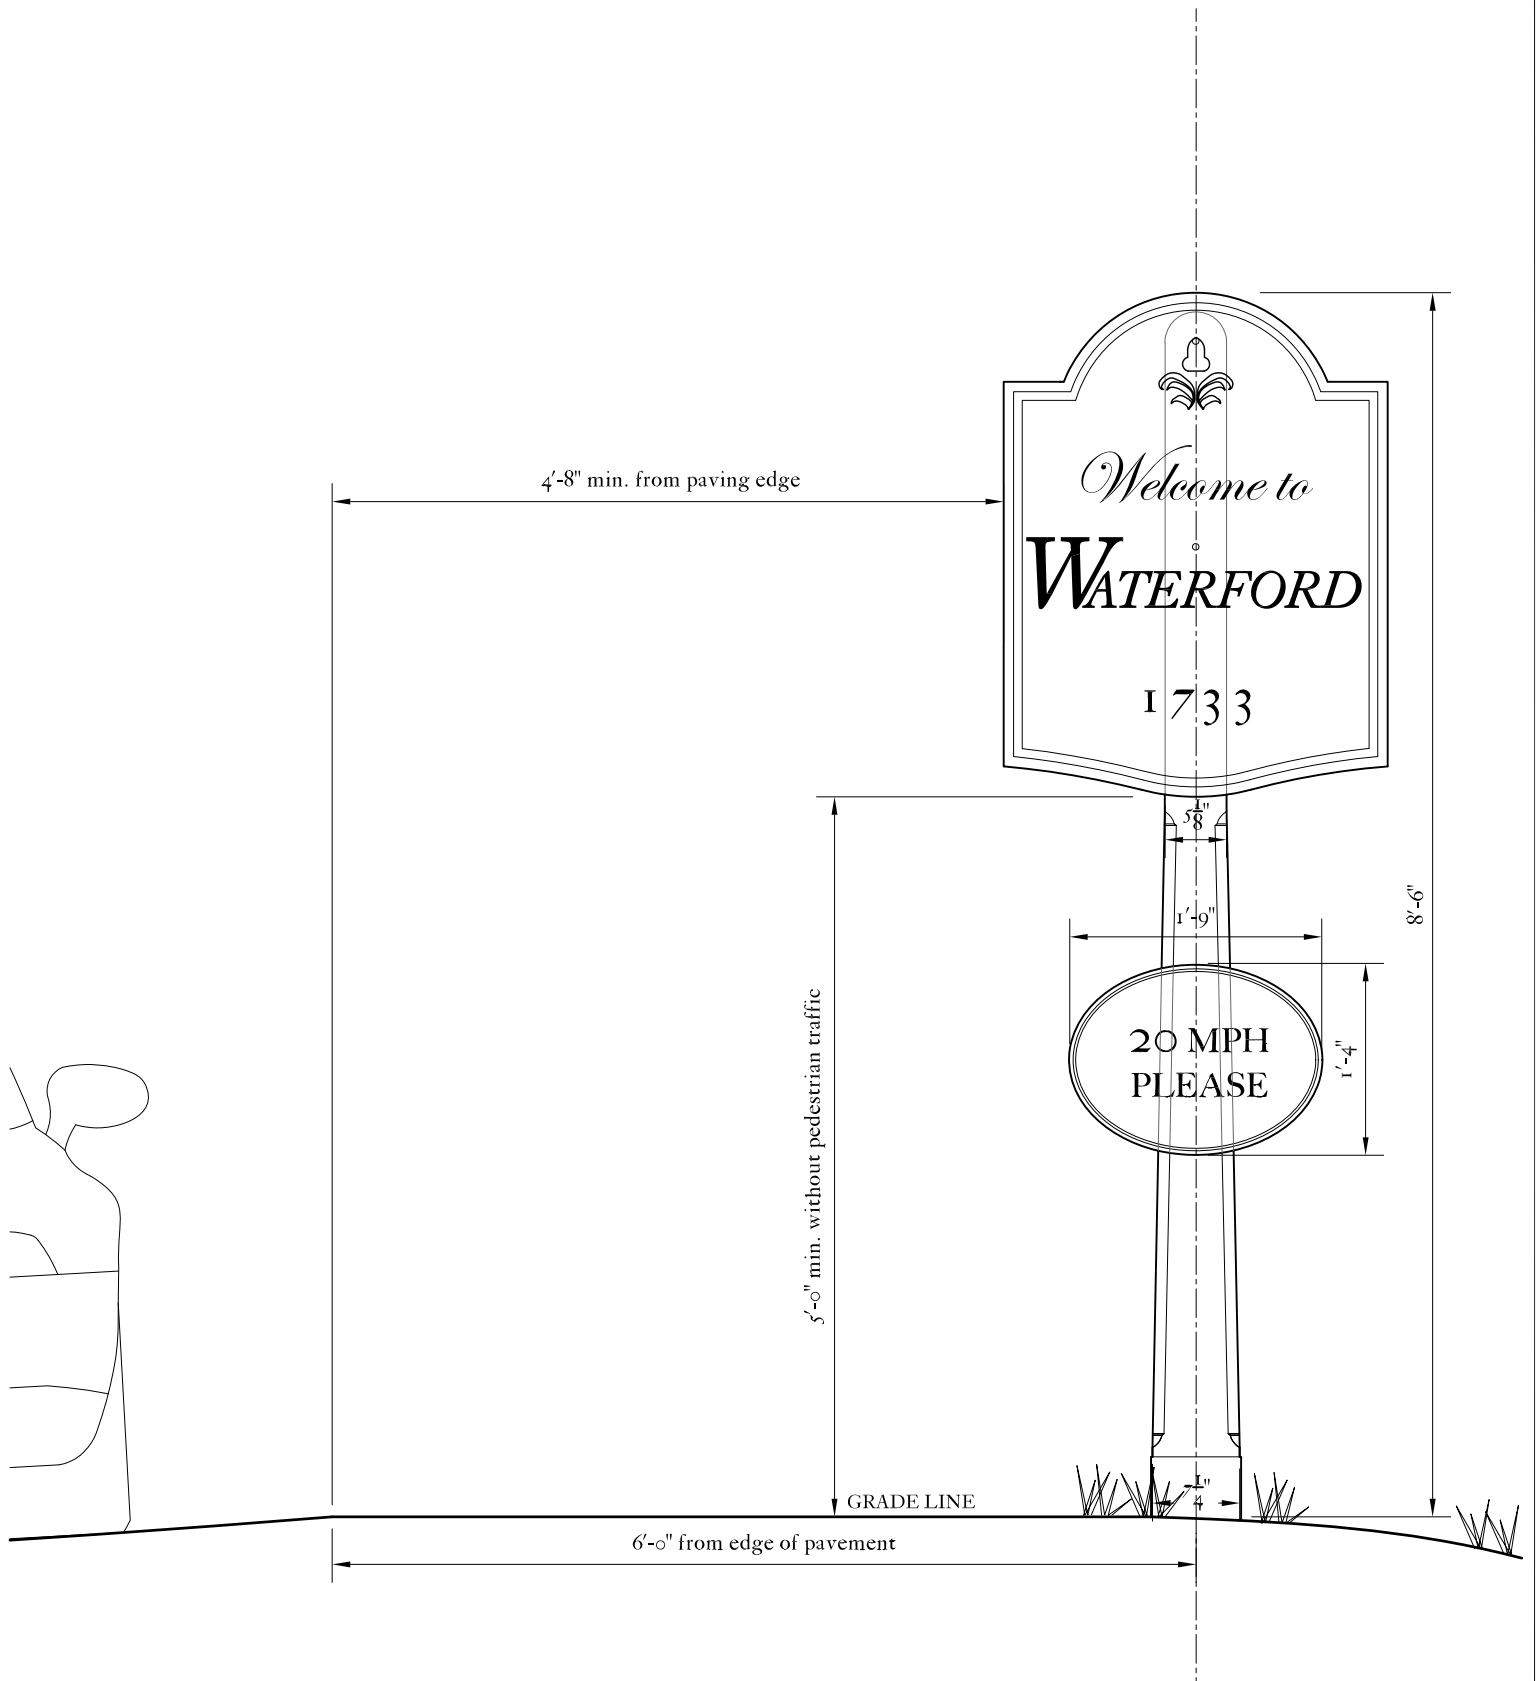 4'-8" min. from paving edge
Welcome to
WATERFORD
1733
5 1/8"
8'-6"
1'-9"
5'-0" min. without pedestrian traffic
20 MPH
PLEASE
1'-4"
7 1/4"
GRADE LINE
6'-0" from edge of pavement